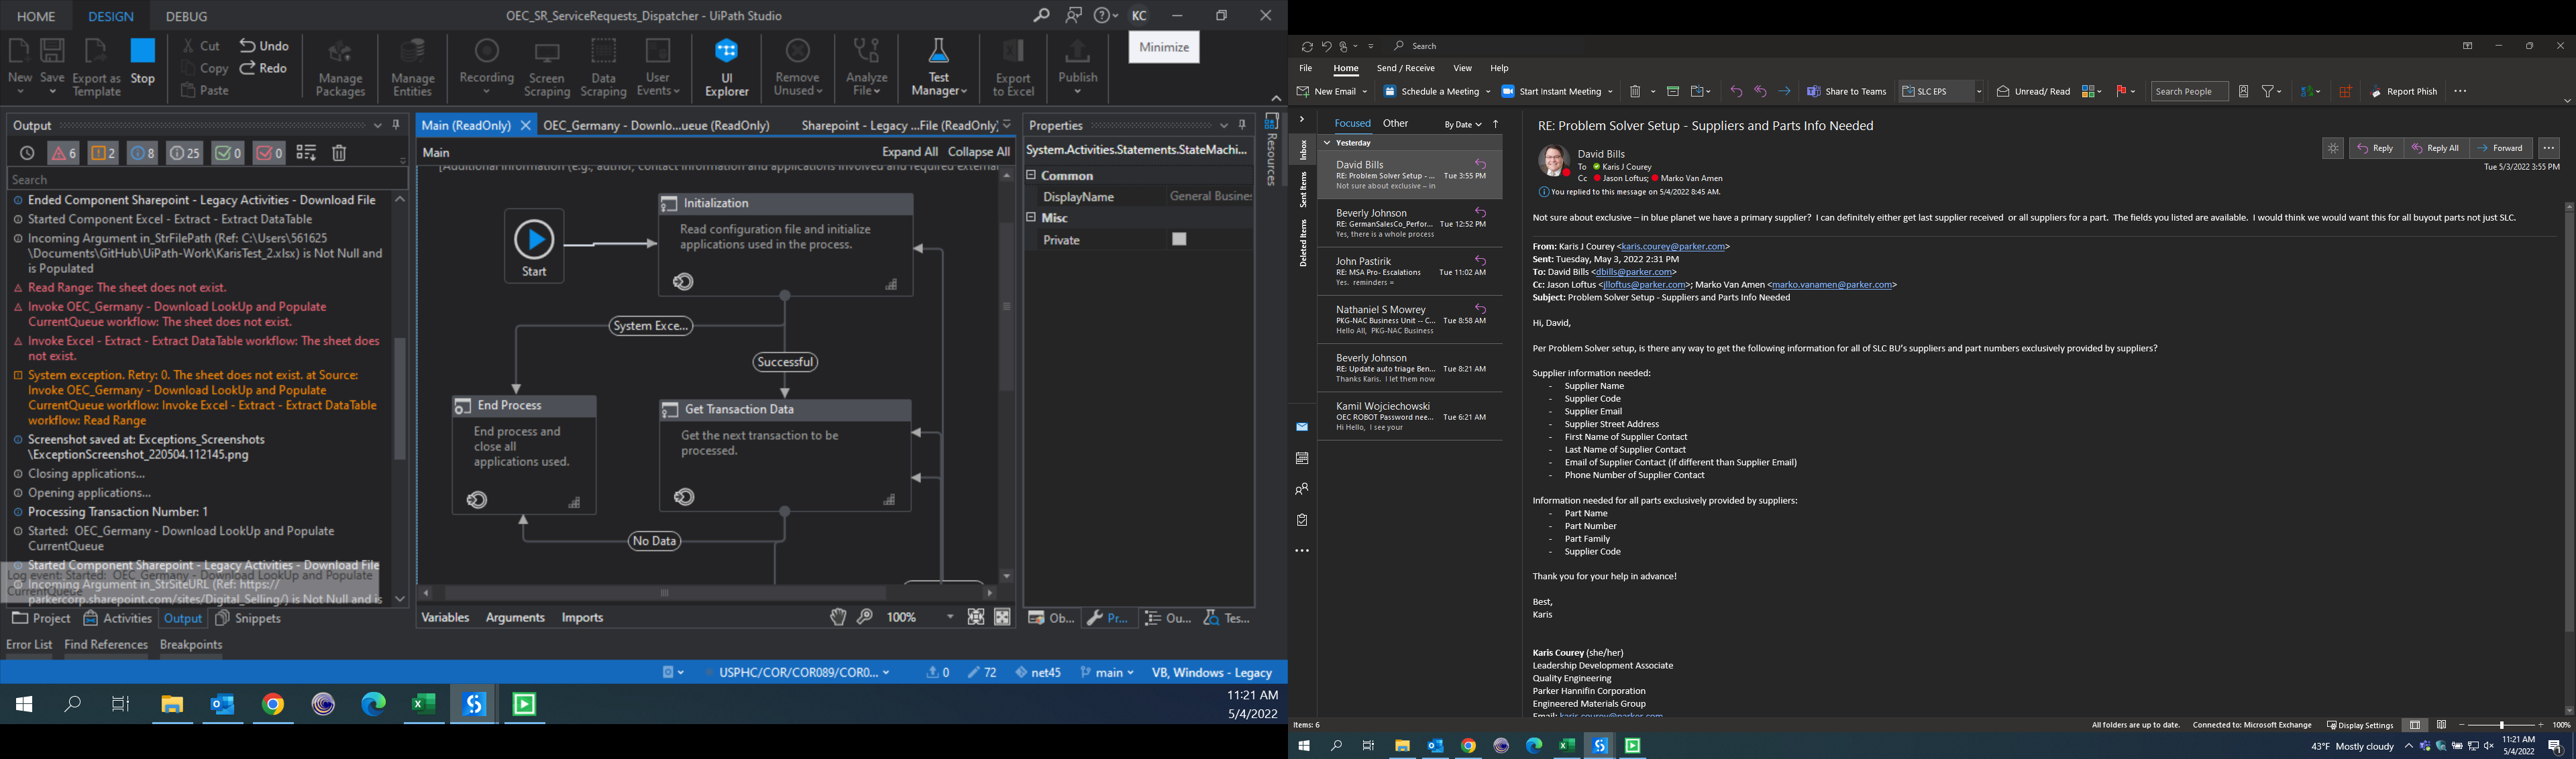 HOME DESIGN DEBUG
OEC_SR_ServiceRequests_Dispatcher - UiPath Studio
KC
Minimize
New Save Export as Template Stop
Cut Copy Paste Undo Redo
Manage Packages
Manage Entities
Recording
Screen Scraping
Data Scraping
User Events
UI Explorer
Remove Unused
Analyze File
Test Manager
Export to Excel
Publish
Output
6 2 8 25 0 0
Search
Ended Component Sharepoint - Legacy Activities - Download File
Started Component Excel - Extract - Extract DataTable
Incoming Argument in_StrFilePath (Ref: C:\Users\561625
\Documents\GitHub\UiPath-Work\KarisTest_2.xlsx) is Not Null and
is Populated
Read Range: The sheet does not exist.
Invoke OEC_Germany - Download LookUp and Populate
CurrentQueue workflow: The sheet does not exist.
Invoke Excel - Extract - Extract DataTable workflow: The sheet does
not exist.
System exception. Retry: 0. The sheet does not exist. at Source:
Invoke OEC_Germany - Download LookUp and Populate
CurrentQueue workflow: Invoke Excel - Extract - Extract DataTable
workflow: Read Range
Screenshot saved at: Exceptions_Screenshots
\ExceptionScreenshot_220504.112145.png
Closing applications...
Opening applications...
Processing Transaction Number: 1
Started: OEC_Germany - Download LookUp and Populate
CurrentQueue
Started Component Sharepoint - Legacy Activities - Download File
Log event: Started: OEC_Germany - Download LookUp and Populate
CurrentQueue
Incoming Argument in_StrSiteURL (Ref: https://
parkercorp.sharepoint.com/sites/Digital_Selling/) is Not Null and is
Project Activities Output Snippets
Error List Find References Breakpoints
Main (ReadOnly) OEC_Germany - Downlo...ueue (ReadOnly) Sharepoint - Legacy ...File (ReadOnly)
Main
Expand All Collapse All
[Additional information (e.g., author, contact information and applications involved and required external
Start
Initialization
Read configuration file and initialize
applications used in the process.
System Exce...
Successful
End Process
End process and
close all
applications used.
Get Transaction Data
Get the next transaction to be
processed.
No Data
Variables Arguments Imports
100%
Properties
System.Activities.Statements.StateMachi...
Common
DisplayName General Busine:
Misc
Private
Resources
Ob... Pr... Ou... Tes...
USPHC/COR/COR089/COR0...
0 72 net45 main VB, Windows - Legacy
11:21 AM
5/4/2022
Search
File Home Send / Receive View Help
New Email Schedule a Meeting Start Instant Meeting Share to Teams SLC EPS Unread/ Read Search People Report Phish
Inbox
Sent Items
Deleted Items
Focused Other By Date
Yesterday
David Bills
RE: Problem Solver Setup - ... Tue 3:55 PM
Not sure about exclusive – in
Beverly Johnson
RE: GermanSalesCo_Perfor... Tue 12:52 PM
Yes, there is a whole process
John Pastirik
RE: MSA Pro- Escalations Tue 11:02 AM
Yes. reminders =
Nathaniel S Mowrey
PKG-NAC Business Unit -- C... Tue 8:58 AM
Hello All, PKG-NAC Business
Beverly Johnson
RE: Update auto triage Ben... Tue 8:21 AM
Thanks Karis. I let them now
Kamil Wojciechowski
OEC ROBOT Password nee... Tue 6:21 AM
Hi Hello, I see your
RE: Problem Solver Setup - Suppliers and Parts Info Needed
David Bills
To Karis J Courey
Cc Jason Loftus; Marko Van Amen
You replied to this message on 5/4/2022 8:45 AM.
Reply Reply All Forward
Tue 5/3/2022 3:55 PM
Not sure about exclusive – in blue planet we have a primary supplier? I can definitely either get last supplier received or all suppliers for a part. The fields you listed are available. I would think we would want this for all buyout parts not just SLC.
From: Karis J Courey <karis.courey@parker.com>
Sent: Tuesday, May 3, 2022 2:31 PM
To: David Bills <dbills@parker.com>
Cc: Jason Loftus <jlloftus@parker.com>; Marko Van Amen <marko.vanamen@parker.com>
Subject: Problem Solver Setup - Suppliers and Parts Info Needed
Hi, David,
Per Problem Solver setup, is there any way to get the following information for all of SLC BU's suppliers and part numbers exclusively provided by suppliers?
Supplier information needed:
- Supplier Name
- Supplier Code
- Supplier Email
- Supplier Street Address
- First Name of Supplier Contact
- Last Name of Supplier Contact
- Email of Supplier Contact (if different than Supplier Email)
- Phone Number of Supplier Contact
Information needed for all parts exclusively provided by suppliers:
- Part Name
- Part Number
- Part Family
- Supplier Code
Thank you for your help in advance!
Best,
Karis
Karis Courey (she/her)
Leadership Development Associate
Quality Engineering
Parker Hannifin Corporation
Engineered Materials Group
Email: karis.courey@parker.com
Items: 6
All folders are up to date. Connected to: Microsoft Exchange Display Settings 100%
43°F Mostly cloudy
11:21 AM
5/4/2022